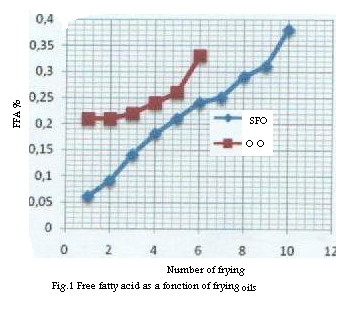 0,4
0,35
0,3
0,25
0,2
0,15
0,1
0,05
0
FFA %
SFO
O O
0 2 4 6 8 10 12
Number of frying
Fig.1 Free fatty acid as a fonction of frying oils